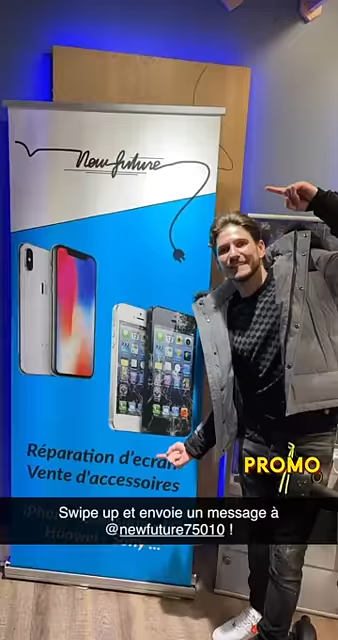 New future
Réparation d'écran
Vente d'accessoires
PROMO
Swipe up et envoie un message à
@newfuture75010 !